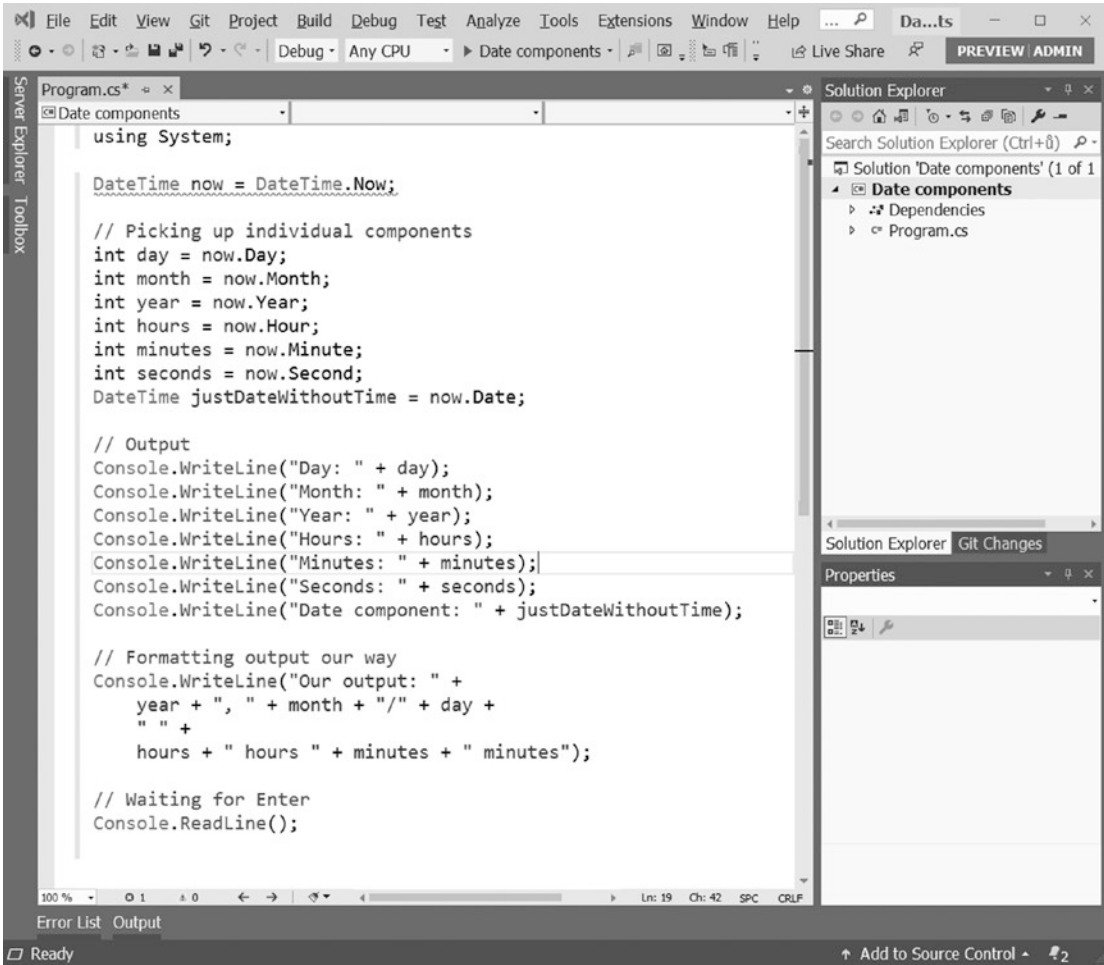 File Edit View Git Project Build Debug Test Analyze Tools Extensions Window Help ... Da...ts
Debug Any CPU Date components Live Share PREVIEW ADMIN
Server Explorer
Toolbox
Program.cs*
Date components
using System;
DateTime now = DateTime.Now;
// Picking up individual components
int day = now.Day;
int month = now.Month;
int year = now.Year;
int hours = now.Hour;
int minutes = now.Minute;
int seconds = now.Second;
DateTime justDateWithoutTime = now.Date;
// Output
Console.WriteLine("Day: " + day);
Console.WriteLine("Month: " + month);
Console.WriteLine("Year: " + year);
Console.WriteLine("Hours: " + hours);
Console.WriteLine("Minutes: " + minutes);
Console.WriteLine("Seconds: " + seconds);
Console.WriteLine("Date component: " + justDateWithoutTime);
// Formatting output our way
Console.WriteLine("Our output: " +
year + ", " + month + "/" + day +
" " +
hours + " hours " + minutes + " minutes");
// Waiting for Enter
Console.ReadLine();
100 % 1 0 Ln: 19 Ch: 42 SPC CRLF
Error List Output
Solution Explorer
Search Solution Explorer (Ctrl+ů)
Solution 'Date components' (1 of 1
Date components
Dependencies
C# Program.cs
Solution Explorer Git Changes
Properties
Ready Add to Source Control 2